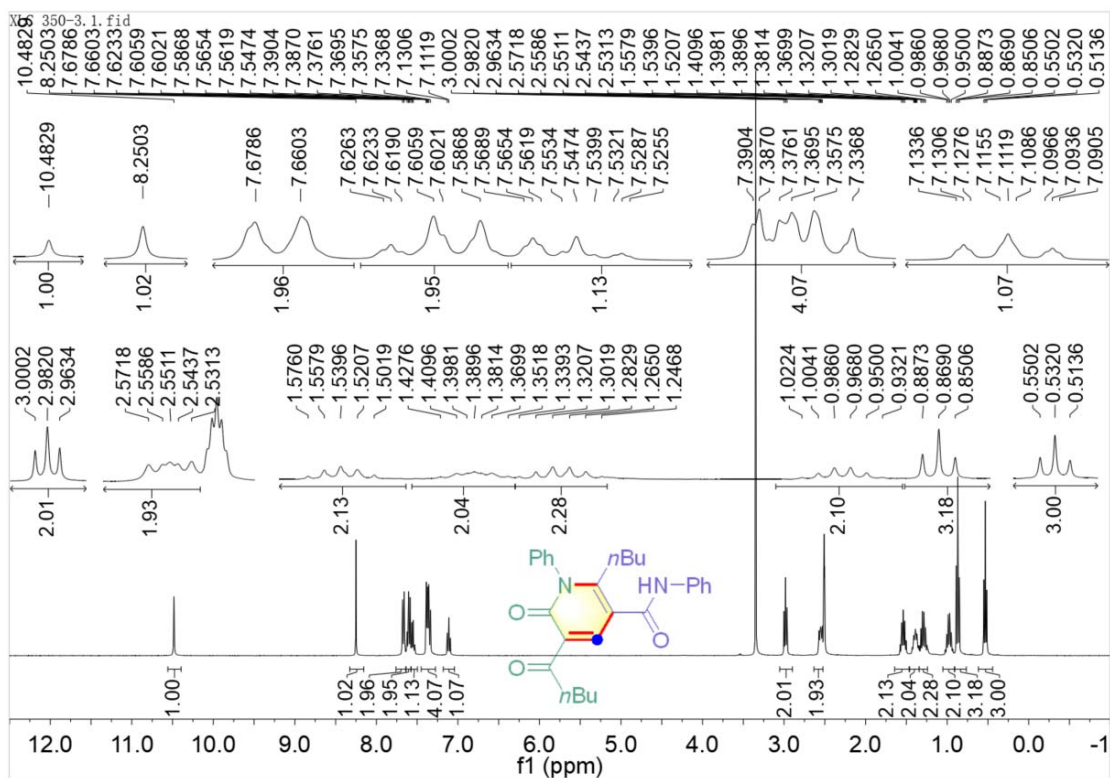 XLC 350-3.1.fid
10.4829 8.2503 7.6786 7.6603 7.6233 7.6059 7.6021 7.5868 7.5654 7.5619 7.5474 7.3904 7.3870 7.3761 7.3695 7.3575 7.3368 7.1306 7.1119 3.0002 2.9820 2.9634 2.5718 2.5586 2.5511 2.5437 2.5313 1.5579 1.5396 1.5207 1.4096 1.3981 1.3896 1.3814 1.3699 1.3207 1.3019 1.2829 1.2650 1.0041 0.9860 0.9680 0.9500 0.8873 0.8690 0.8506 0.5502 0.5320 0.5136
10.4829 8.2503 7.6786 7.6603 7.6263 7.6233 7.6190 7.6059 7.6021 7.5868 7.5689 7.5654 7.5619 7.5534 7.5474 7.5399 7.5321 7.5287 7.5255 7.3904 7.3870 7.3761 7.3695 7.3575 7.3368 7.1336 7.1306 7.1276 7.1155 7.1119 7.1086 7.0966 7.0936 7.0905
1.00 1.02 1.96 1.95 1.13 4.07 1.07
3.0002 2.9820 2.9634 2.5718 2.5586 2.5511 2.5437 2.5313 1.5760 1.5579 1.5396 1.5207 1.5019 1.4276 1.4096 1.3981 1.3896 1.3814 1.3699 1.3518 1.3393 1.3207 1.3019 1.2829 1.2650 1.2468 1.0224 1.0041 0.9860 0.9680 0.9500 0.9321 0.8873 0.8690 0.8506 0.5502 0.5320 0.5136
2.01 1.93 2.13 2.04 2.28 2.10 3.18 3.00
Ph nBu
N HN Ph
O
O
O
nBu
1.00 1.02 1.96 1.95 1.13 4.07 1.07 2.01 1.93 2.13 2.04 2.28 2.10 3.18 3.00
12.0 11.0 10.0 9.0 8.0 7.0 6.0 5.0 4.0 3.0 2.0 1.0 0.0 -1
f1 (ppm)